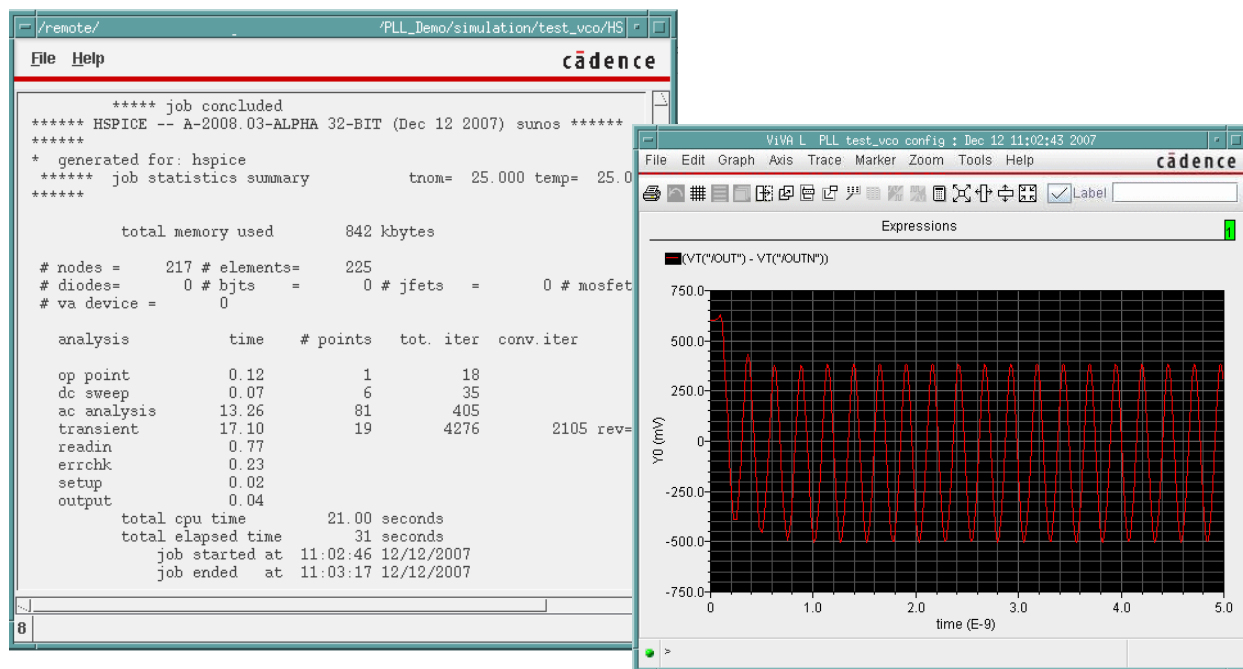 /remote/ /PLL_Demo/simulation/test_vco/HS
File Help cādence
***** job concluded
****** HSPICE -- A-2008.03-ALPHA 32-BIT (Dec 12 2007) sunos ******
******
* generated for: hspice
****** job statistics summary tnom= 25.000 temp= 25.0
******
total memory used 842 kbytes
# nodes = 217 # elements= 225
# diodes= 0 # bjts = 0 # jfets = 0 # mosfet
# va device = 0
analysis time # points tot. iter conv.iter
op point 0.12 1 18
dc sweep 0.07 6 35
ac analysis 13.26 81 405
transient 17.10 19 4276 2105 rev=
readin 0.77
errchk 0.23
setup 0.02
output 0.04
total cpu time 21.00 seconds
total elapsed time 31 seconds
job started at 11:02:46 12/12/2007
job ended at 11:03:17 12/12/2007
8
ViVA L PLL test_vco config : Dec 12 11:02:43 2007
File Edit Graph Axis Trace Marker Zoom Tools Help cādence
Label
Expressions
1
(VT("/OUT") - VT("/OUTN"))
750.0
500.0
250.0
0
-250.0
-500.0
-750.0
Y0 (mV)
0 1.0 2.0 3.0 4.0 5.0
time (E-9)
>